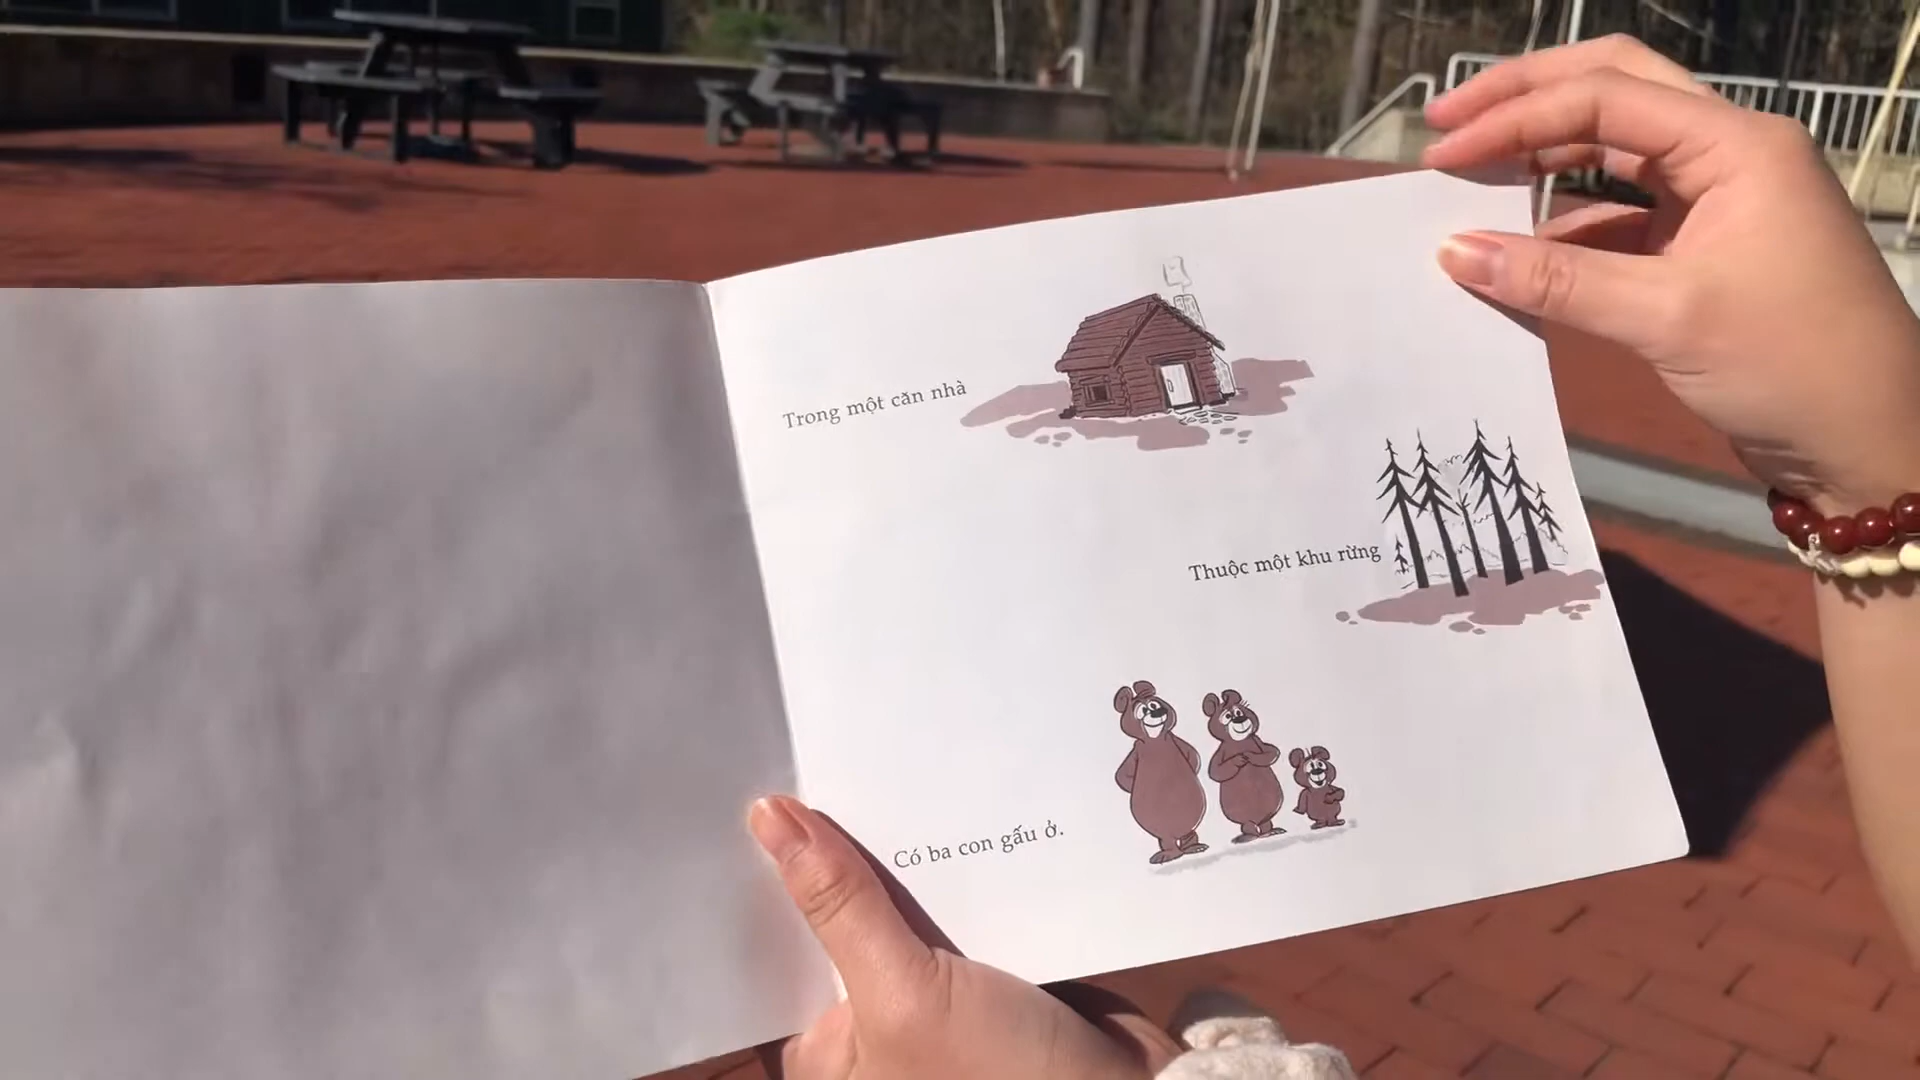 Trong một căn nhà
Thuộc một khu rừng
Có ba con gấu ở.